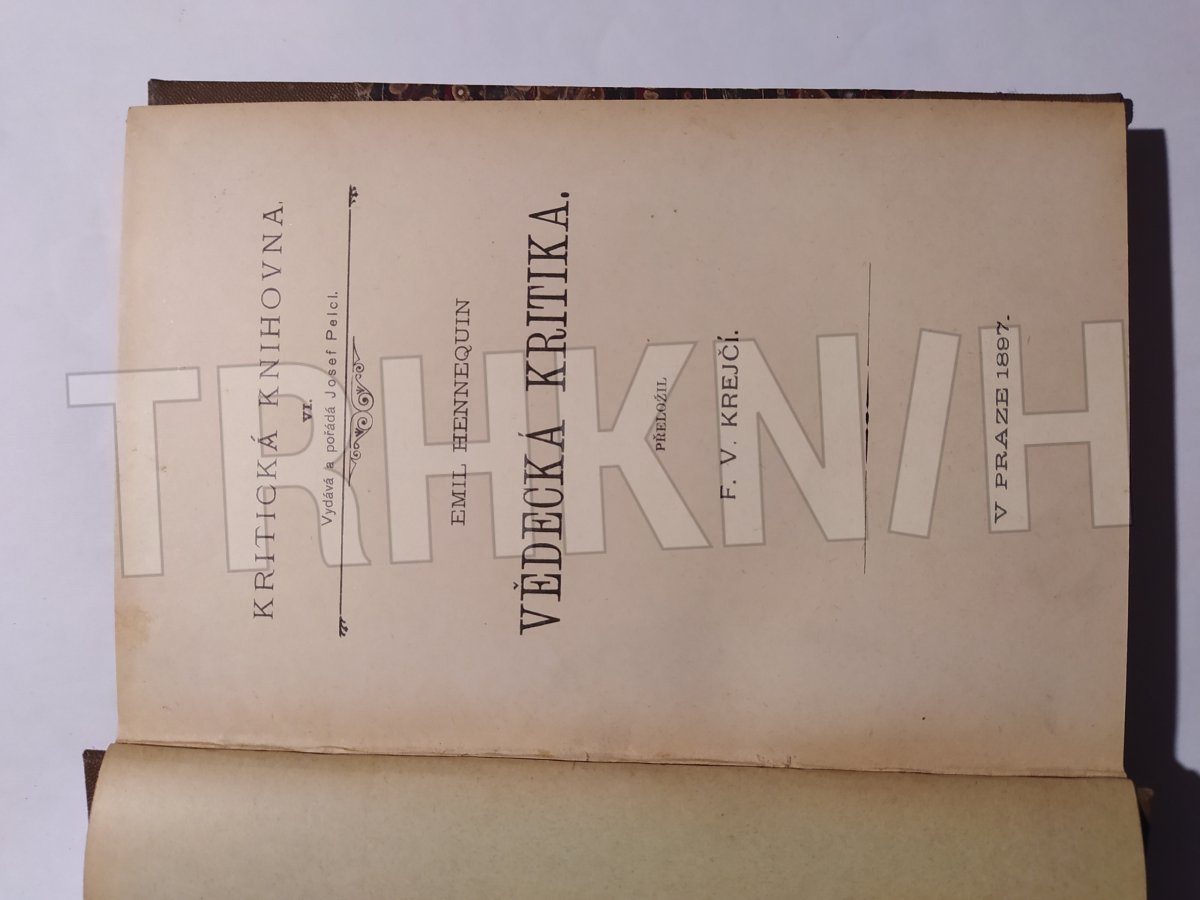 KRITICKÁ KNIHOVNA.
VI.
Vydává a pořádá Josef Pelcl.
EMIL HENNEQUIN
VĚDECKÁ KRITIKA.
PŘELOŽIL
F. V. KREJČÍ.
V PRAZE 1897.
TRHKNIH